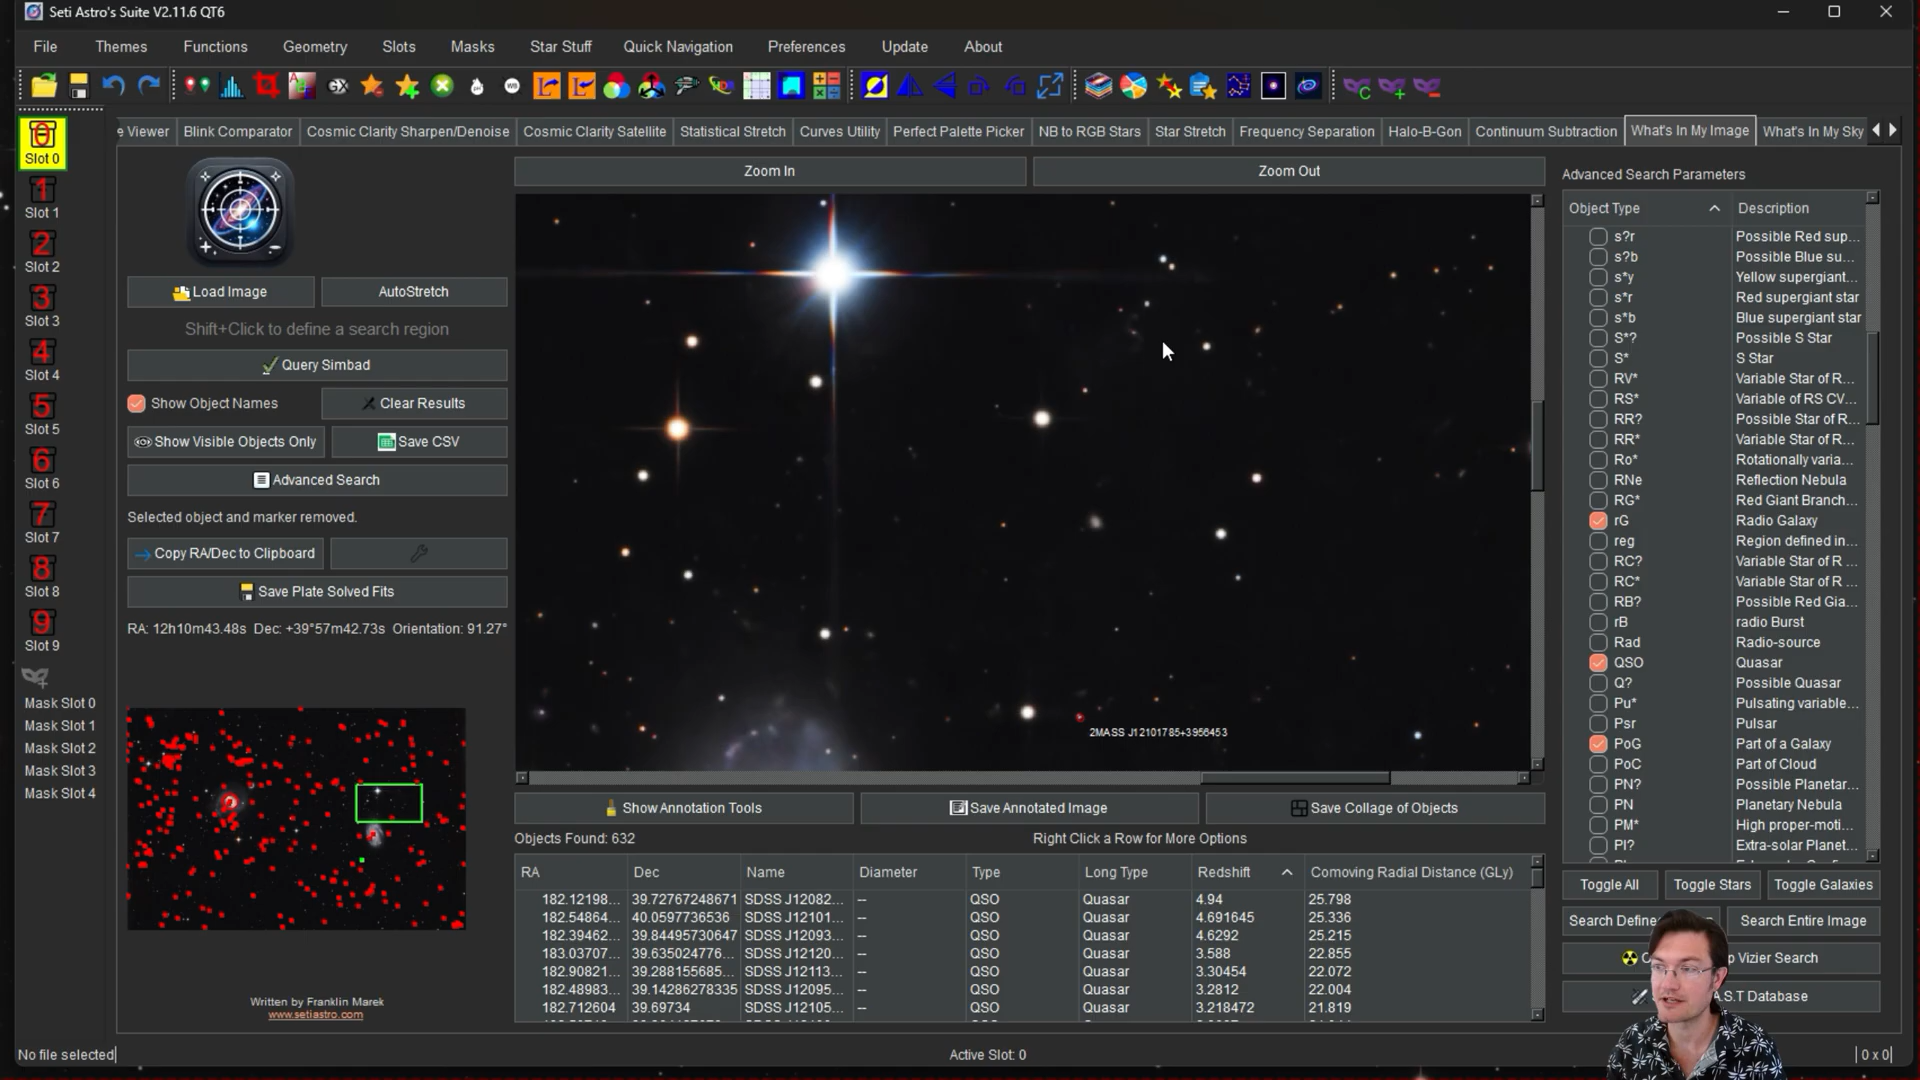 Seti Astro's Suite V2.11.6 QT6
File Themes Functions Geometry Slots Masks Star Stuff Quick Navigation Preferences Update About
e Viewer Blink Comparator Cosmic Clarity Sharpen/Denoise Cosmic Clarity Satellite Statistical Stretch Curves Utility Perfect Palette Picker NB to RGB Stars Star Stretch Frequency Separation Halo-B-Gon Continuum Subtraction What's In My Image What's In My Sky
0
Slot 0
1
Slot 1
2
Slot 2
3
Slot 3
4
Slot 4
5
Slot 5
6
Slot 6
7
Slot 7
8
Slot 8
9
Slot 9
Mask Slot 0
Mask Slot 1
Mask Slot 2
Mask Slot 3
Mask Slot 4
Load Image AutoStretch
Shift+Click to define a search region
Query Simbad
Show Object Names Clear Results
Show Visible Objects Only Save CSV
Advanced Search
Selected object and marker removed.
Copy RA/Dec to Clipboard
Save Plate Solved Fits
RA: 12h10m43.48s Dec: +39°57m42.73s Orientation: 91.27°
Written by Franklin Marek
www.setiastro.com
Zoom In Zoom Out
2MASS J12101785+3956453
Show Annotation Tools Save Annotated Image Save Collage of Objects
Objects Found: 632 Right Click a Row for More Options
RA Dec Name Diameter Type Long Type Redshift Comoving Radial Distance (GLy)
182.12198... 39.72767248671 SDSS J12082... -- QSO Quasar 4.94 25.798
182.54864... 40.0597736536 SDSS J12101... -- QSO Quasar 4.691645 25.336
182.39462... 39.84495730647 SDSS J12093... -- QSO Quasar 4.6292 25.215
183.03707... 39.635024776... SDSS J12120... -- QSO Quasar 3.588 22.855
182.90821... 39.288155685... SDSS J12113... -- QSO Quasar 3.30454 22.072
182.48983... 39.14286278335 SDSS J12095... -- QSO Quasar 3.2812 22.004
182.712604 39.69734 SDSS J12105... -- QSO Quasar 3.218472 21.819
Advanced Search Parameters
Object Type Description
s?r Possible Red sup...
s?b Possible Blue su...
s*y Yellow supergiant...
s*r Red supergiant star
s*b Blue supergiant star
S*? Possible S Star
S* S Star
RV* Variable Star of R...
RS* Variable of RS CV...
RR? Possible Star of R...
RR* Variable Star of R...
Ro* Rotationally varia...
RNe Reflection Nebula
RG* Red Giant Branch...
rG Radio Galaxy
reg Region defined in...
RC? Variable Star of R ...
RC* Variable Star of R ...
RB? Possible Red Gia...
rB radio Burst
Rad Radio-source
QSO Quasar
Q? Possible Quasar
Pu* Pulsating variable...
Psr Pulsar
PoG Part of a Galaxy
PoC Part of Cloud
PN? Possible Planetar...
PN Planetary Nebula
PM* High proper-moti...
Pl? Extra-solar Planet...
Toggle All Toggle Stars Toggle Galaxies
Search Define Search Entire Image
p Vizier Search
A.S.T Database
No file selected Active Slot: 0 0 x 0